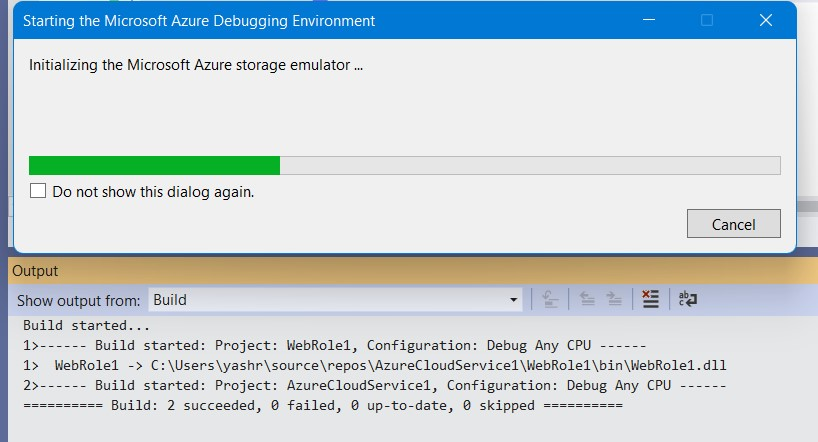 Starting the Microsoft Azure Debugging Environment
Initializing the Microsoft Azure storage emulator ...
Do not show this dialog again.
Cancel
Output
Show output from: Build
Build started...
1>------ Build started: Project: WebRole1, Configuration: Debug Any CPU ------
1>  WebRole1 -> C:\Users\yashr\source\repos\AzureCloudService1\WebRole1\bin\WebRole1.dll
2>------ Build started: Project: AzureCloudService1, Configuration: Debug Any CPU ------
========== Build: 2 succeeded, 0 failed, 0 up-to-date, 0 skipped ==========